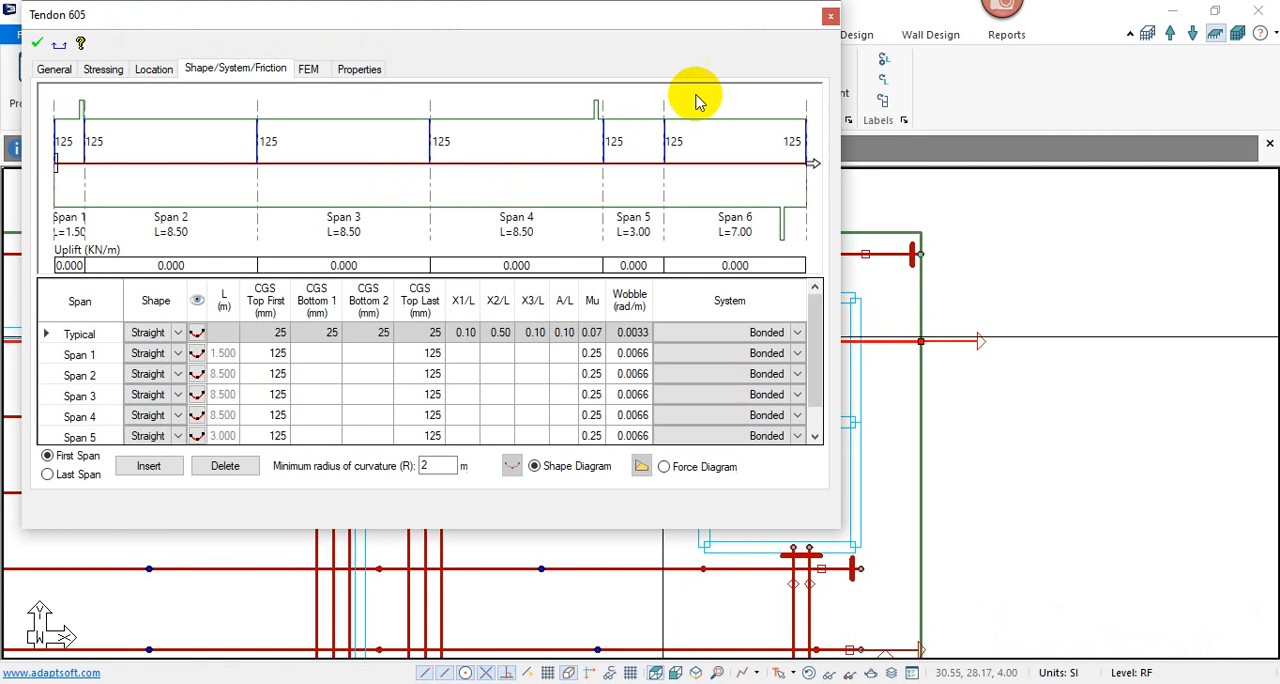 Tendon 605
Design
Wall Design
Reports
General
Stressing
Location
Shape/System/Friction
FEM
Properties
Labels
125 125 125 125 125 125 125
Span 1 Span 2 Span 3 Span 4 Span 5 Span 6
L=1.50 L=8.50 L=8.50 L=8.50 L=3.00 L=7.00
Uplift (KN/m)
0.000 0.000 0.000 0.000 0.000 0.000
Span Shape L (m) CGS Top First (mm) CGS Bottom 1 (mm) CGS Bottom 2 (mm) CGS Top Last (mm) X1/L X2/L X3/L A/L Mu Wobble (rad/m) System
Typical Straight 25 25 25 25 0.10 0.50 0.10 0.10 0.07 0.0033 Bonded
Span 1 Straight 1.500 125 125 0.25 0.0066 Bonded
Span 2 Straight 8.500 125 125 0.25 0.0066 Bonded
Span 3 Straight 8.500 125 125 0.25 0.0066 Bonded
Span 4 Straight 8.500 125 125 0.25 0.0066 Bonded
Span 5 Straight 3.000 125 125 0.25 0.0066 Bonded
First Span
Last Span
Insert
Delete
Minimum radius of curvature (R): 2 m
Shape Diagram
Force Diagram
Y
W X
www.adaptsoft.com
30.55, 28.17, 4.00
Units: SI
Level: RF